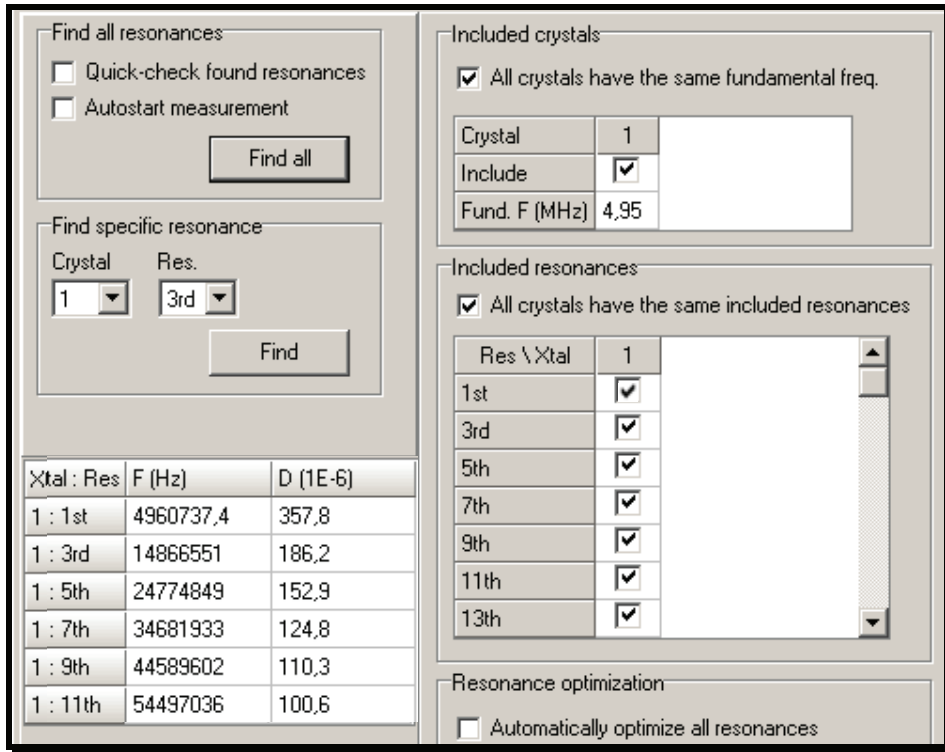 Find all resonances
Quick-check found resonances
Autostart measurement
Find all
Find specific resonance
Crystal Res.
1 3rd
Find
Xtal : Res F (Hz) D (1E-6)
1 : 1st 4960737,4 357,8
1 : 3rd 14866551 186,2
1 : 5th 24774849 152,9
1 : 7th 34681933 124,8
1 : 9th 44589602 110,3
1 : 11th 54497036 100,6
Included crystals
All crystals have the same fundamental freq.
Crystal 1
Include
Fund. F (MHz) 4,95
Included resonances
All crystals have the same included resonances
Res \ Xtal 1
1st
3rd
5th
7th
9th
11th
13th
Resonance optimization
Automatically optimize all resonances